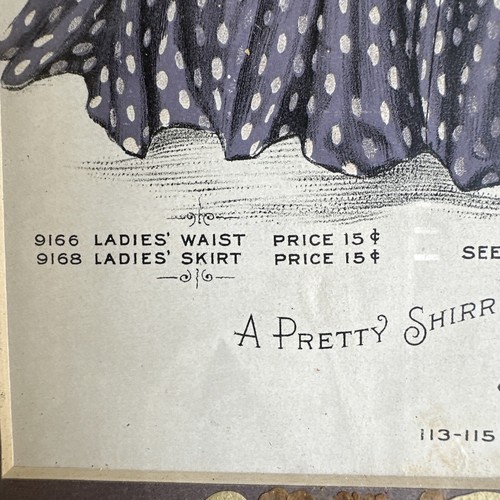 9166 LADIES' WAIST PRICE 15¢ 
9168 LADIES' SKIRT PRICE 15¢
SEE
A PRETTY SHIRR
113-115